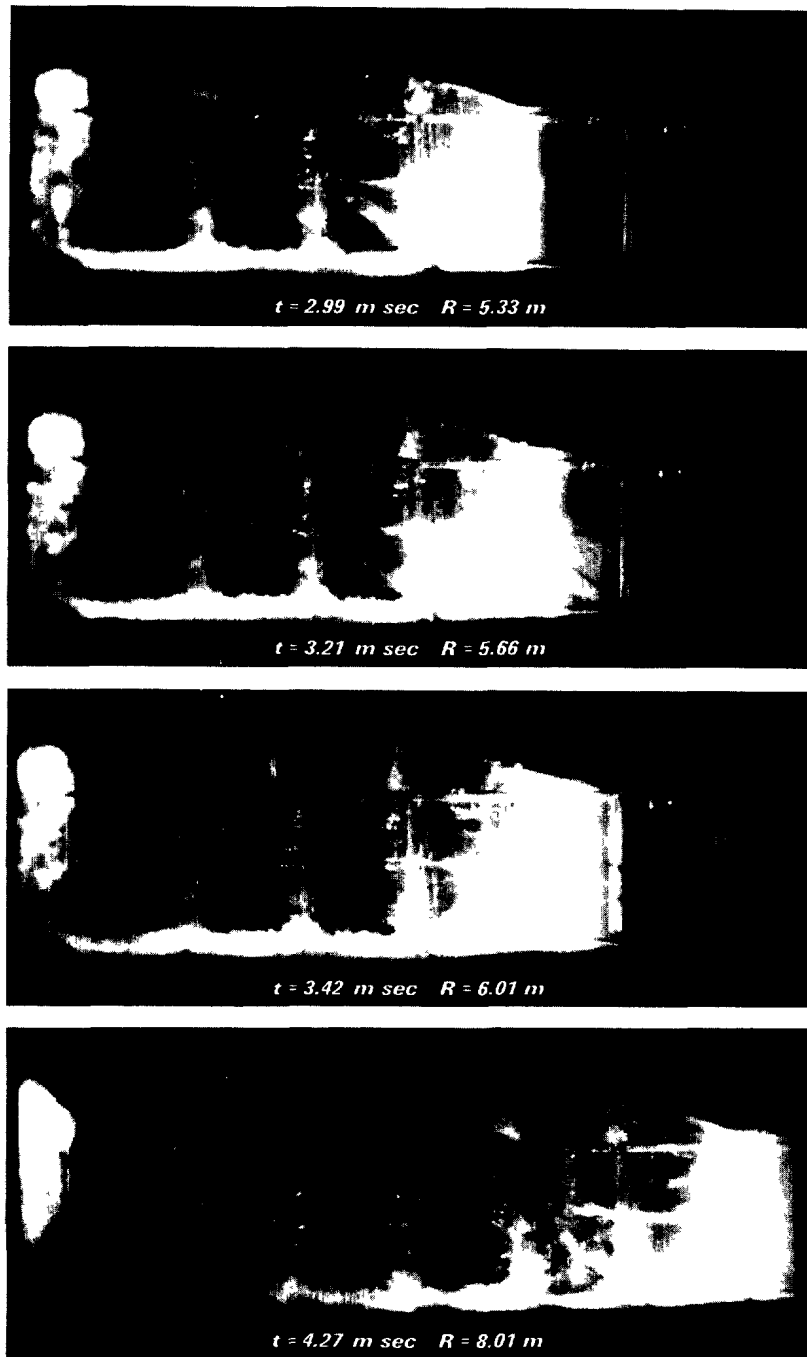 t = 2.99 m sec R = 5.33 m
t = 3.21 m sec R = 5.66 m
t = 3.42 m sec R = 6.01 m
t = 4.27 m sec R = 8.01 m